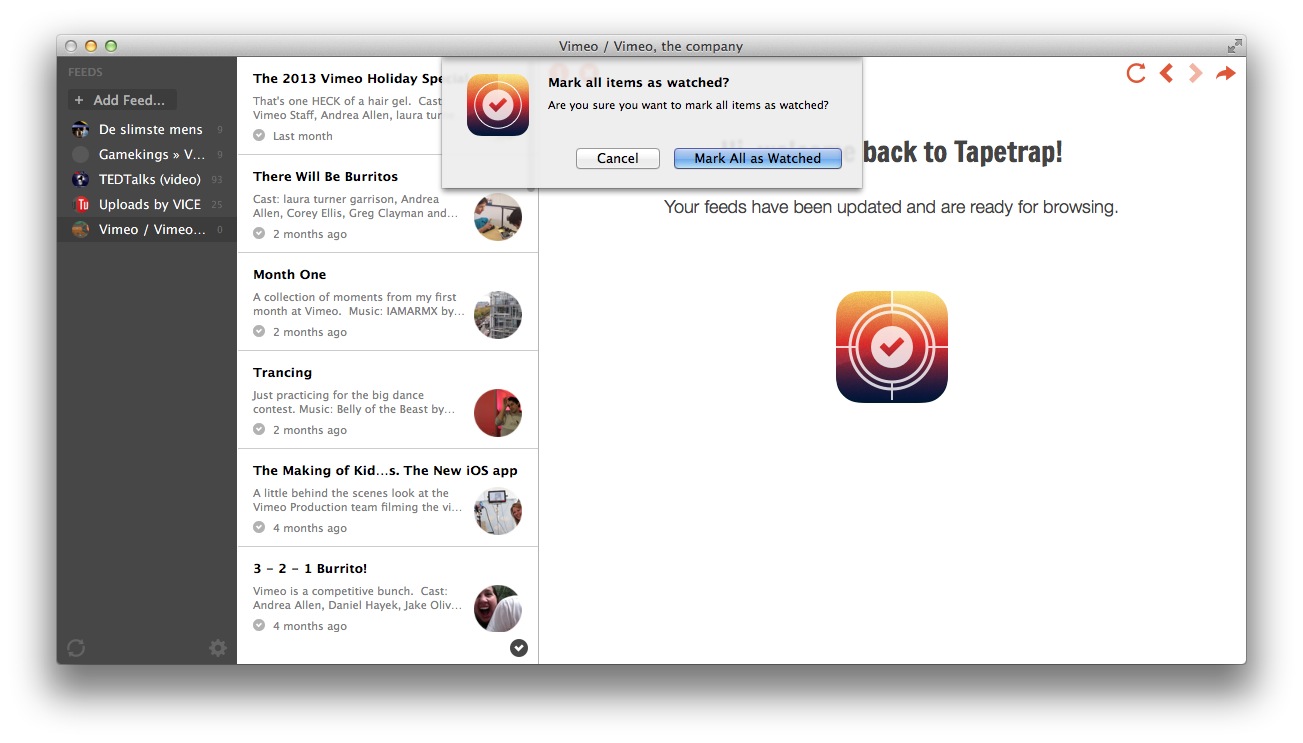 Vimeo / Vimeo, the company
FEEDS
+ Add Feed...
De slimste mens 9
Gamekings » V... 9
TEDTalks (video) 93
Uploads by VICE 25
Vimeo / Vimeo... 0
The 2013 Vimeo Holiday Special
That's one HECK of a hair gel. Cast:
Vimeo Staff, Andrea Allen, laura turn...
Last month
There Will Be Burritos
Cast: laura turner garrison, Andrea
Allen, Corey Ellis, Greg Clayman and...
2 months ago
Month One
A collection of moments from my first
month at Vimeo. Music: IAMARMX by...
2 months ago
Trancing
Just practicing for the big dance
contest. Music: Belly of the Beast by...
2 months ago
The Making of Kid...s. The New iOS app
A little behind the scenes look at the
Vimeo Production team filming the vi...
4 months ago
3 - 2 - 1 Burrito!
Vimeo is a competitive bunch. Cast:
Andrea Allen, Daniel Hayek, Jake Oliv...
4 months ago
Mark all items as watched?
Are you sure you want to mark all items as watched?
Cancel
Mark All as Watched
back to Tapetrap!
Your feeds have been updated and are ready for browsing.